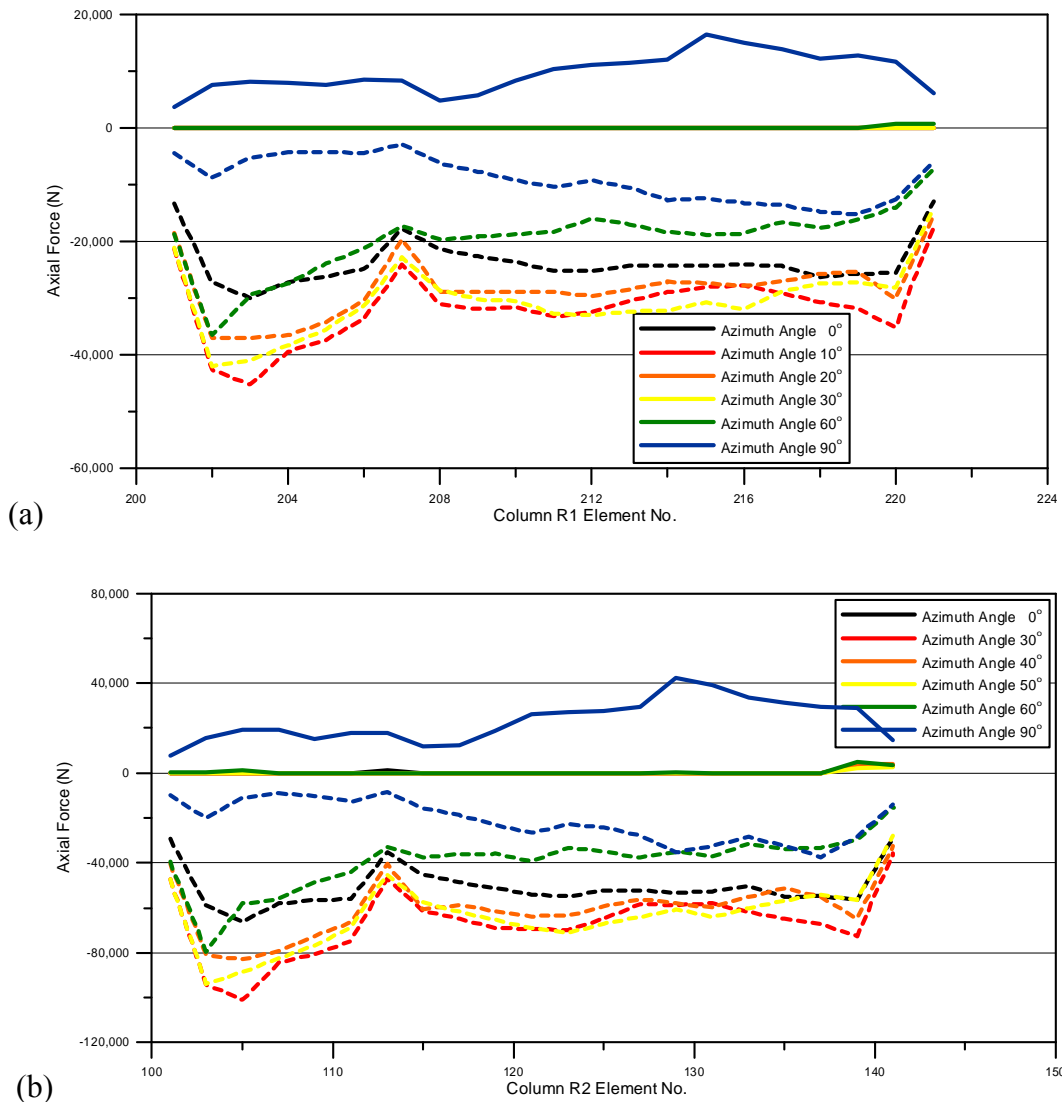 20,000
0
-20,000
-40,000
-60,000
Axial Force (N)
Azimuth Angle 0°
Azimuth Angle 10°
Azimuth Angle 20°
Azimuth Angle 30°
Azimuth Angle 60°
Azimuth Angle 90°
200 204 208 212 216 220 224
Column R1 Element No.
(a)
80,000
40,000
0
-40,000
-80,000
-120,000
Axial Force (N)
Azimuth Angle 0°
Azimuth Angle 30°
Azimuth Angle 40°
Azimuth Angle 50°
Azimuth Angle 60°
Azimuth Angle 90°
100 110 120 130 140 150
Column R2 Element No.
(b)